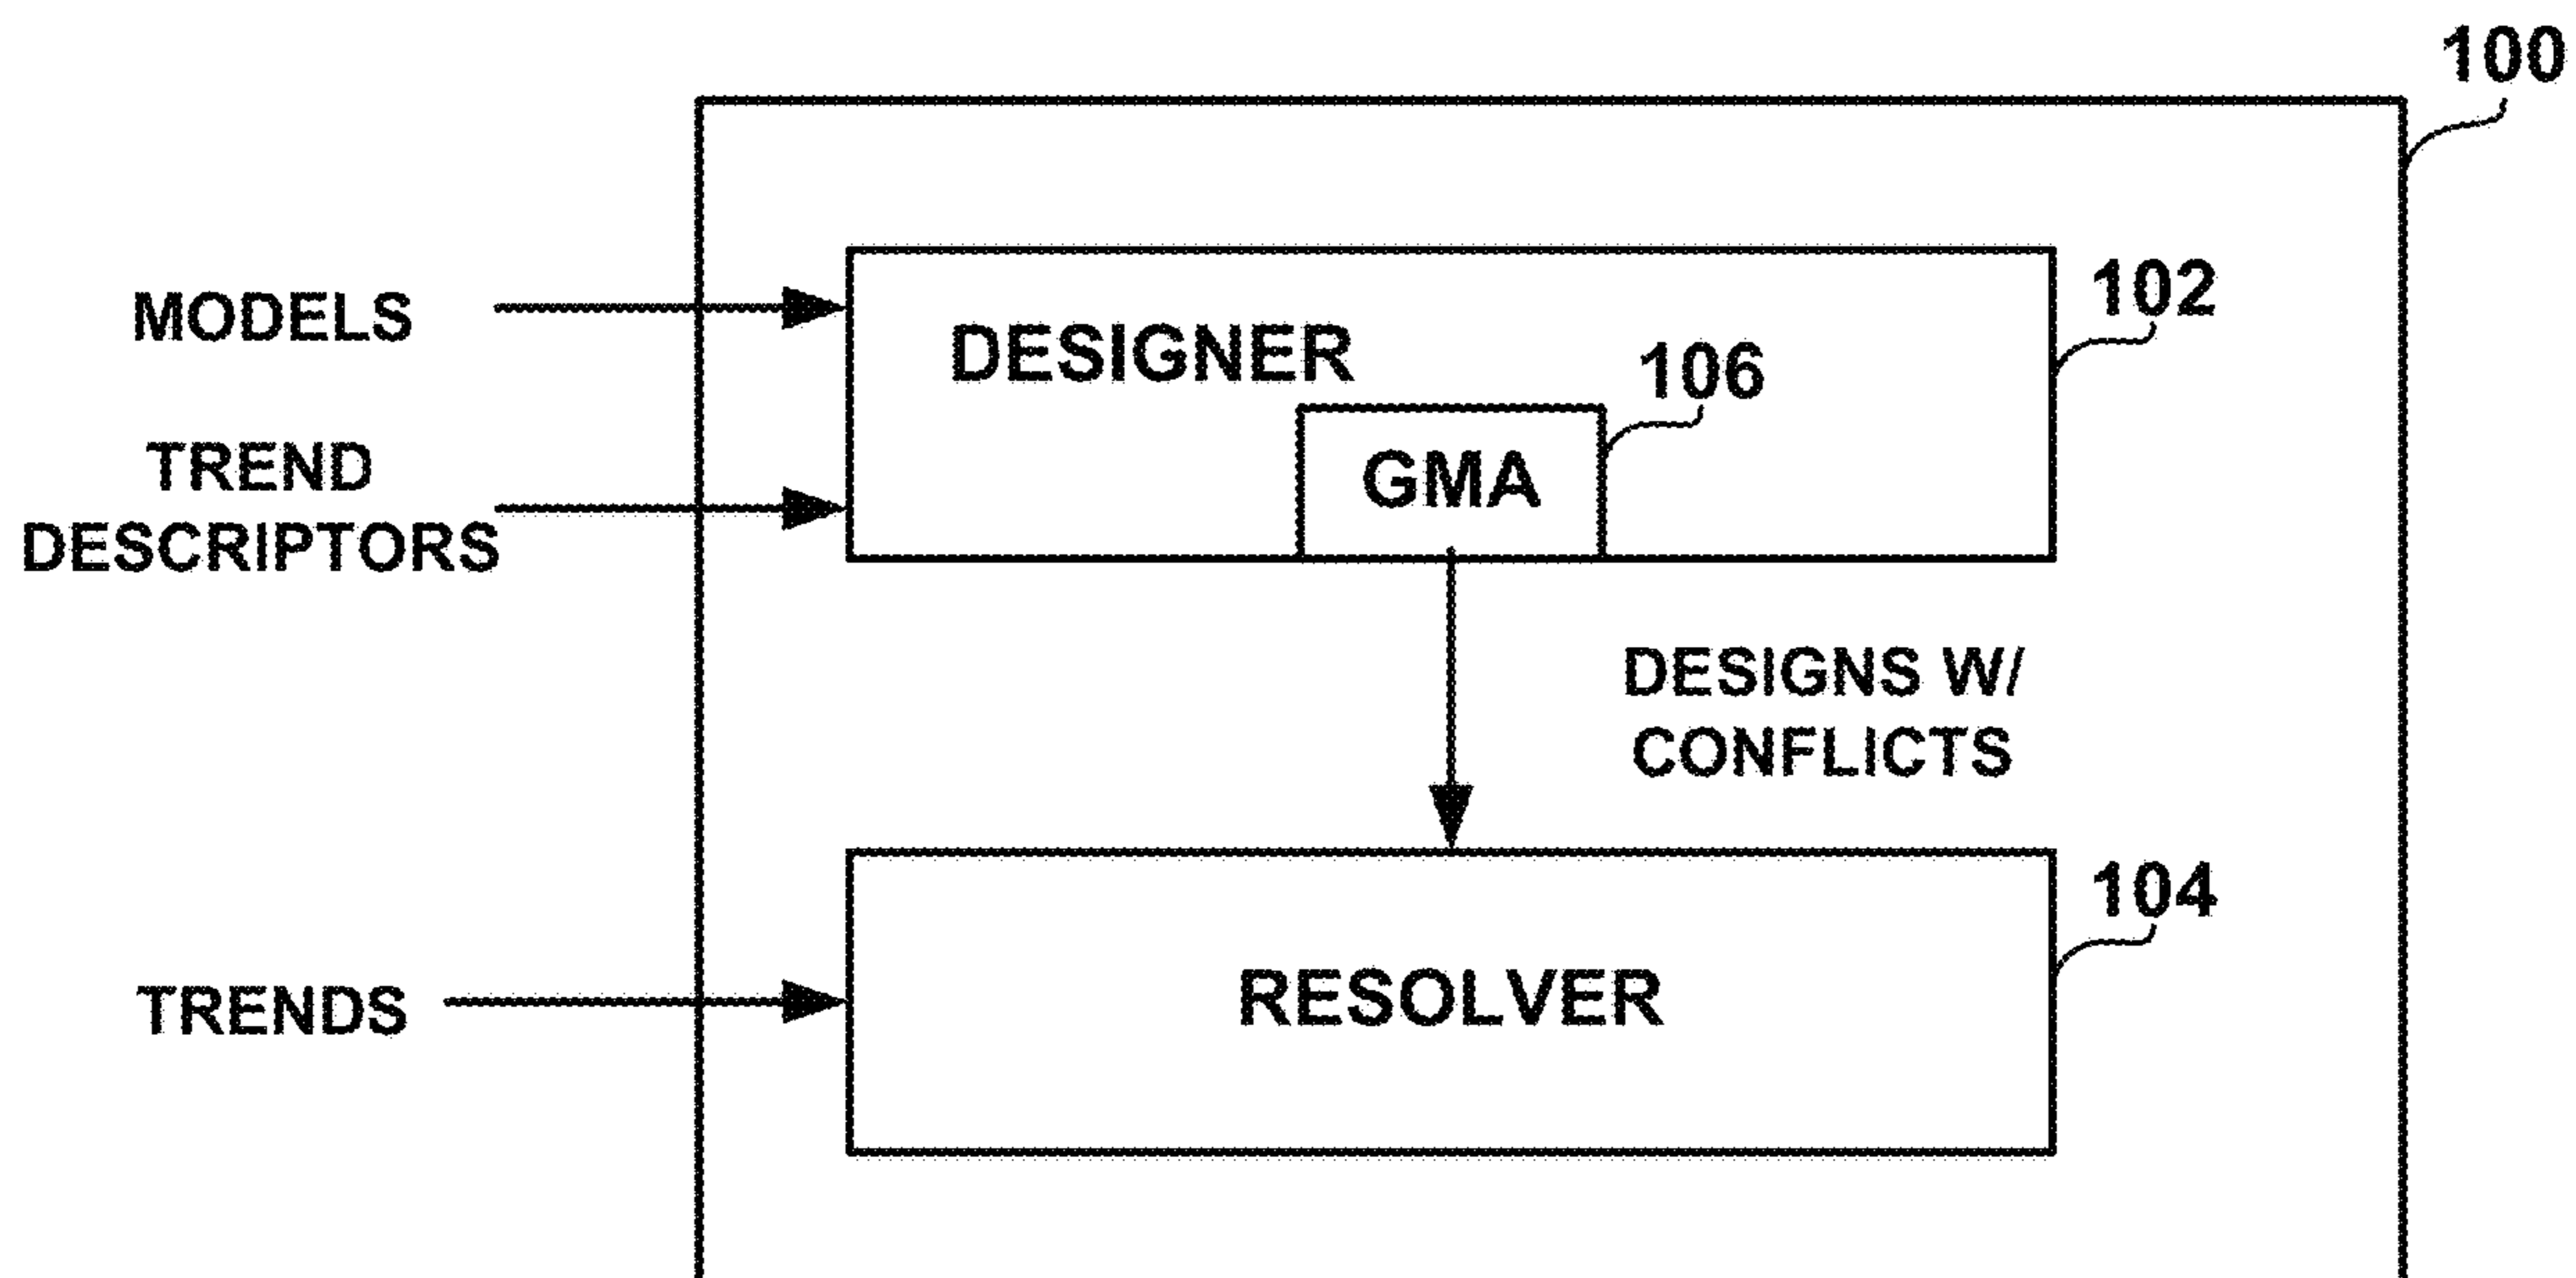 100
MODELS
DESIGNER
102
106
GMA
TREND
DESCRIPTORS
DESIGNS W/
CONFLICTS
104
TRENDS
RESOLVER